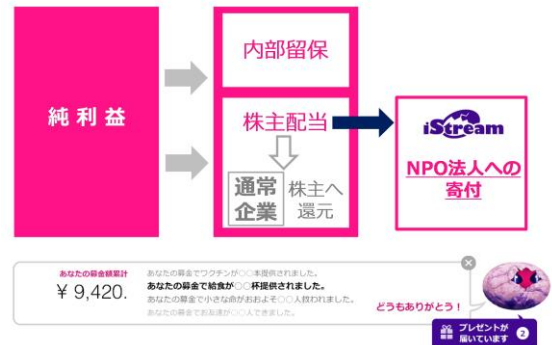 純利益
内部留保
株主配当
通常
企業
株主へ
還元
iStream
NPO法人への
寄付
あなたの募金額累計
¥ 9,420.
あなたの募金でワクチンが○○本提供されました。
あなたの募金で給食が○○杯提供されました。
あなたの募金で小さな命がおおよそ○○人救われました。
あなたの募金でお友達が○○人できました。
どうもありがとう！
プレゼントが
届いています
2